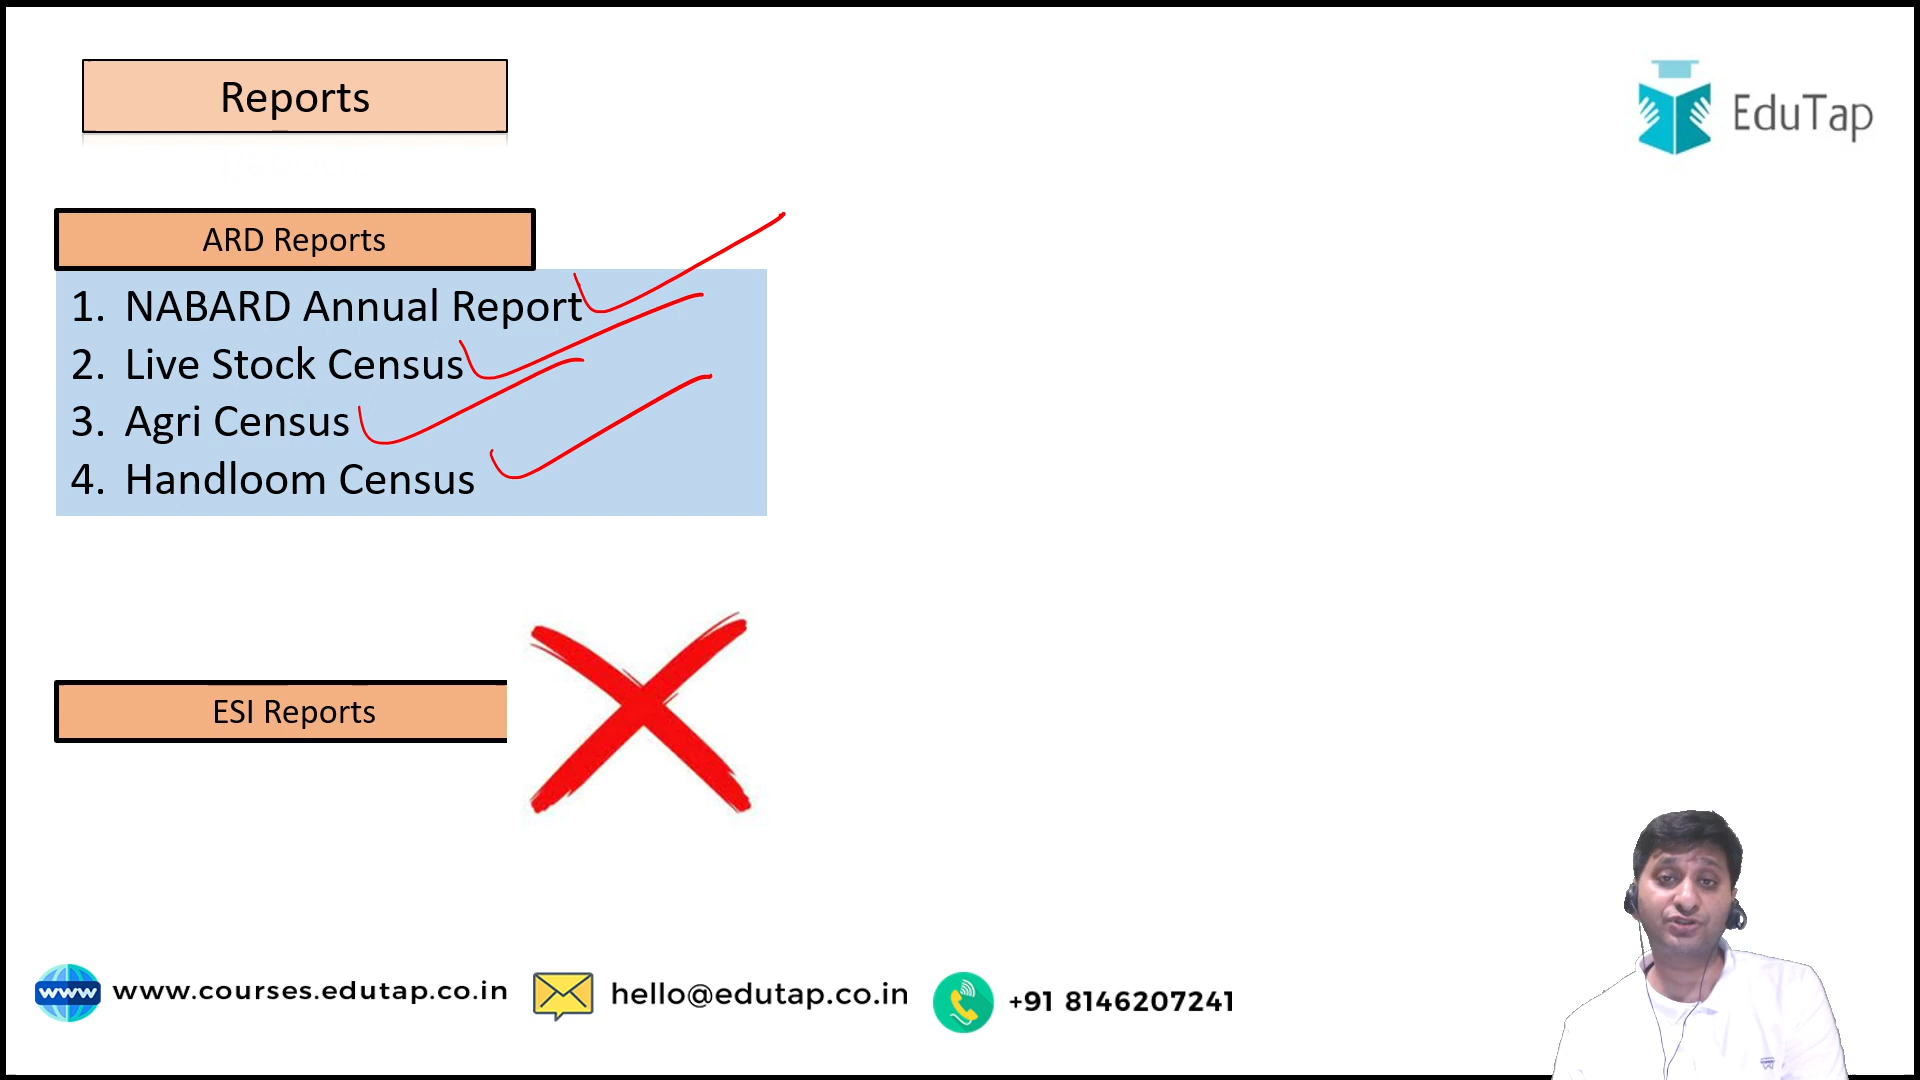 Reports
EduTap
ARD Reports
1. NABARD Annual Report
2. Live Stock Census
3. Agri Census
4. Handloom Census
ESI Reports
www www.courses.edutap.co.in hello@edutap.co.in +91 8146207241